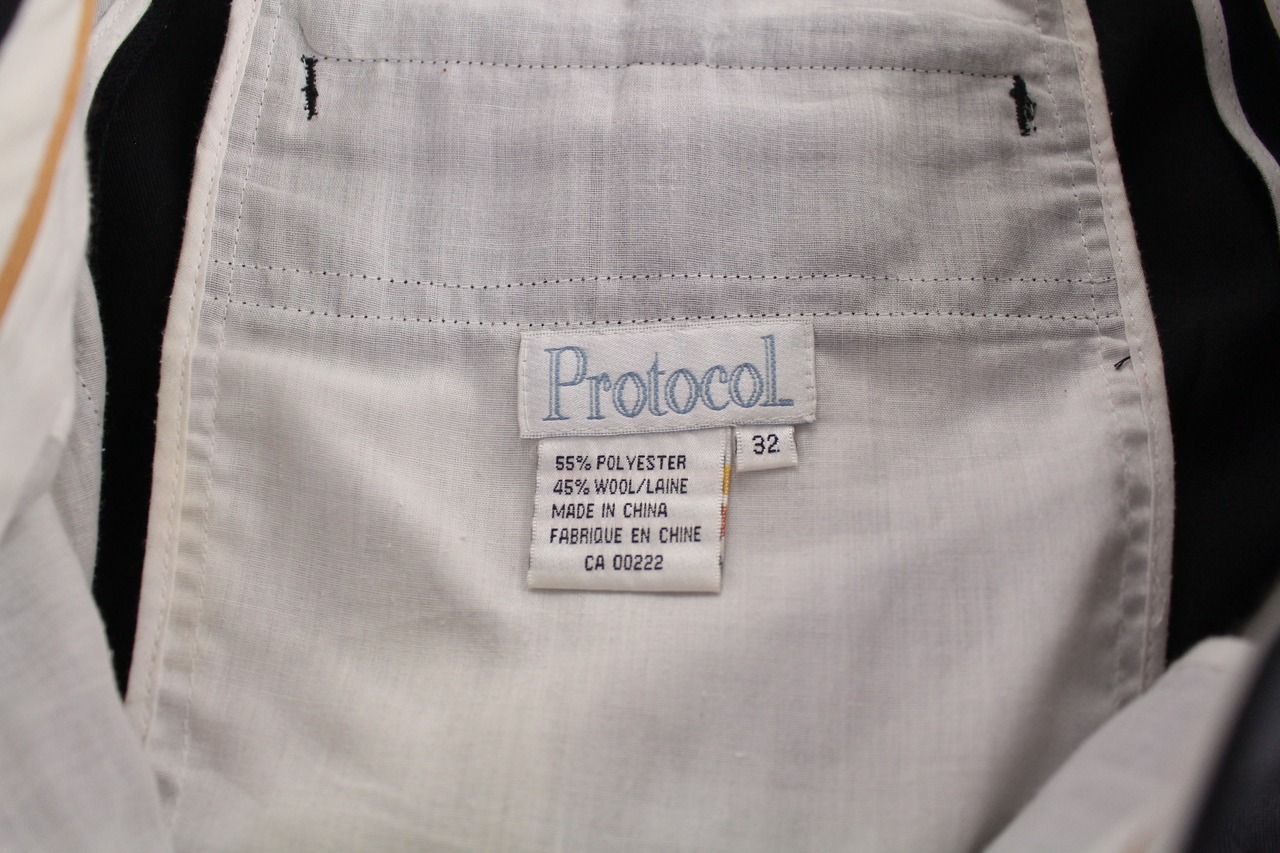 Protocol
32
55% POLYESTER
45% WOOL/LAINE
MADE IN CHINA
FABRIQUE EN CHINE
CA 00222